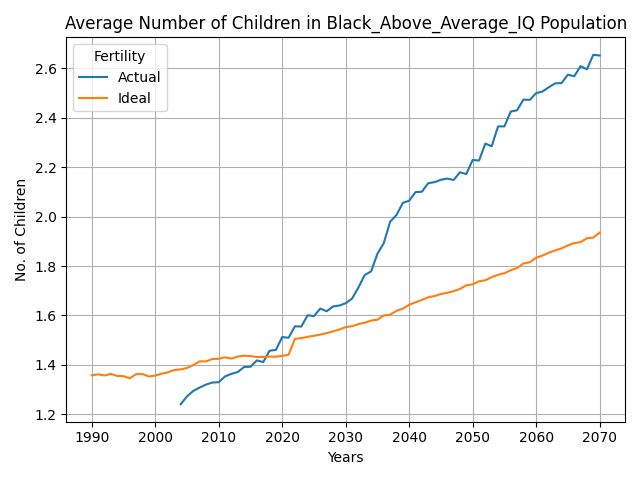 Average Number of Children in Black_Above_Average_IQ Population
Fertility
Actual
Ideal
No. of Children
2.6
2.4
2.2
2.0
1.8
1.6
1.4
1.2
1990 2000 2010 2020 2030 2040 2050 2060 2070
Years